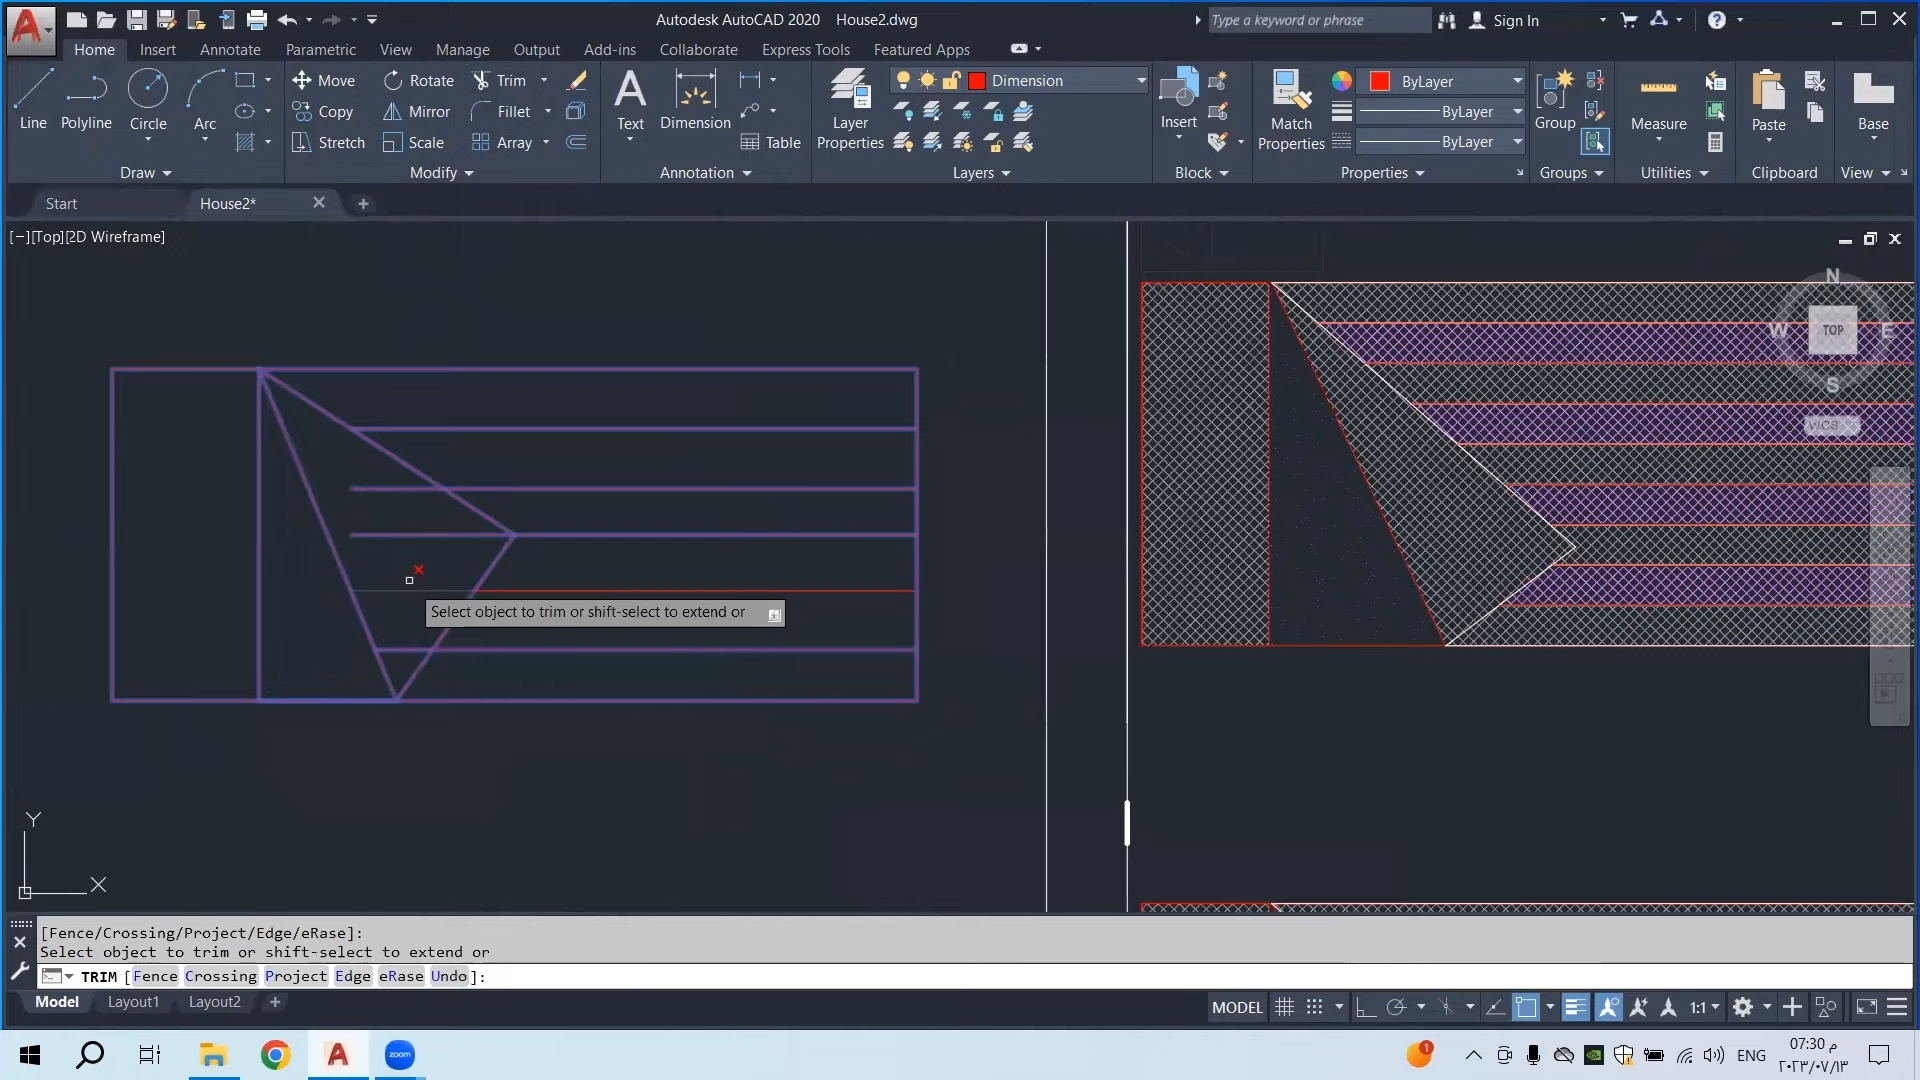 Autodesk AutoCAD 2020 House2.dwg
Type a keyword or phrase
Sign In
Home Insert Annotate Parametric View Manage Output Add-ins Collaborate Express Tools Featured Apps
Line Polyline Circle Arc
Move Rotate Trim
Copy Mirror Fillet
Stretch Scale Array
Text Dimension Table
Layer Properties
Dimension
Insert
Match Properties
ByLayer
ByLayer
ByLayer
Group
Measure
Paste
Base
Draw Modify Annotation Layers Block Properties Groups Utilities Clipboard View
Start House2*
[−][Top][2D Wireframe]
N
W TOP E
S
WCS
Select object to trim or shift-select to extend or
Y
X
[Fence/Crossing/Project/Edge/eRase]:
Select object to trim or shift-select to extend or
TRIM [Fence Crossing Project Edge eRase Undo]:
Model Layout1 Layout2
MODEL 1:1
zoom
1
ENG
07:30 م
٢٠٢٣/٠٧/١٣